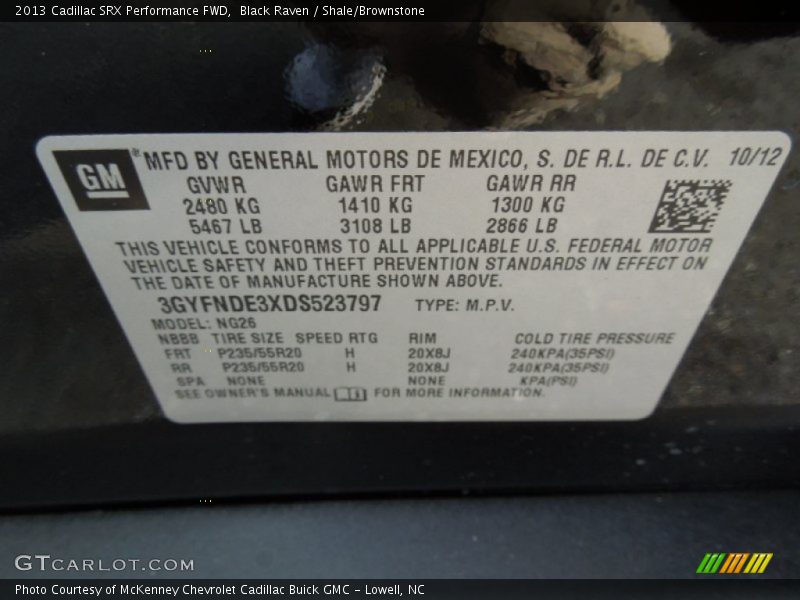 2013 Cadillac SRX Performance FWD, Black Raven / Shale/Brownstone
GM ® MFD BY GENERAL MOTORS DE MEXICO, S. DE R.L. DE C.V. 10/12
GVWR GAWR FRT GAWR RR
2480 KG 1410 KG 1300 KG
5467 LB 3108 LB 2866 LB
THIS VEHICLE CONFORMS TO ALL APPLICABLE U.S. FEDERAL MOTOR
VEHICLE SAFETY AND THEFT PREVENTION STANDARDS IN EFFECT ON
THE DATE OF MANUFACTURE SHOWN ABOVE.
3GYFNDE3XDS523797 TYPE: M.P.V.
MODEL: NG26
NBBB TIRE SIZE SPEED RTG RIM COLD TIRE PRESSURE
FRT P235/55R20 H 20X8J 240KPA(35PSI)
RR P235/55R20 H 20X8J 240KPA(35PSI)
SPA NONE NONE KPA(PSI)
SEE OWNER'S MANUAL FOR MORE INFORMATION.
GTCARLOT.COM
Photo Courtesy of McKenney Chevrolet Cadillac Buick GMC - Lowell, NC